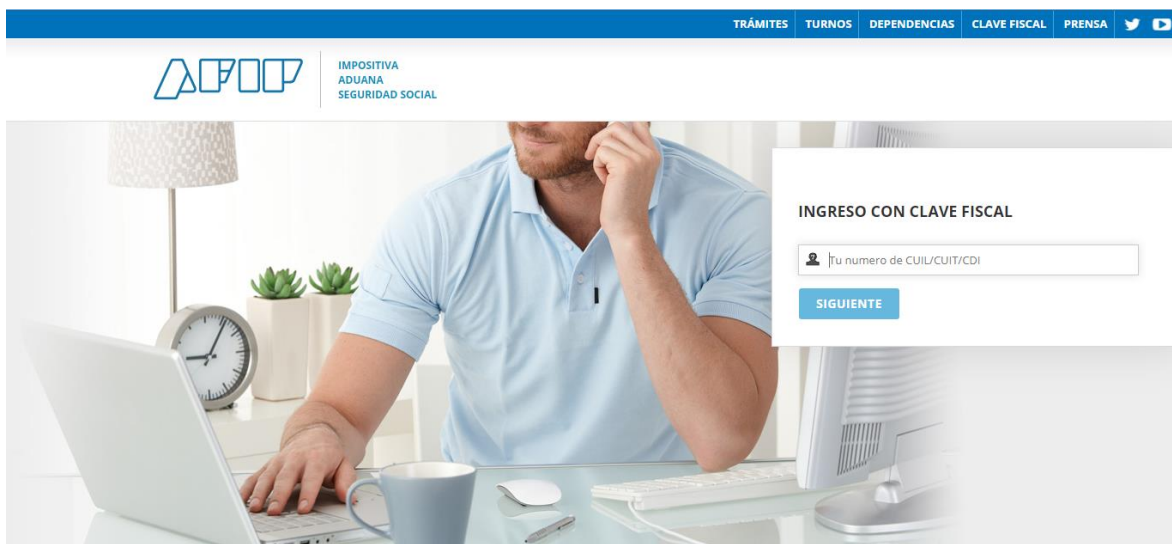 TRÁMITES TURNOS DEPENDENCIAS CLAVE FISCAL PRENSA
AFIP
IMPOSITIVA
ADUANA
SEGURIDAD SOCIAL
INGRESO CON CLAVE FISCAL
Tu numero de CUIL/CUIT/CDI
SIGUIENTE